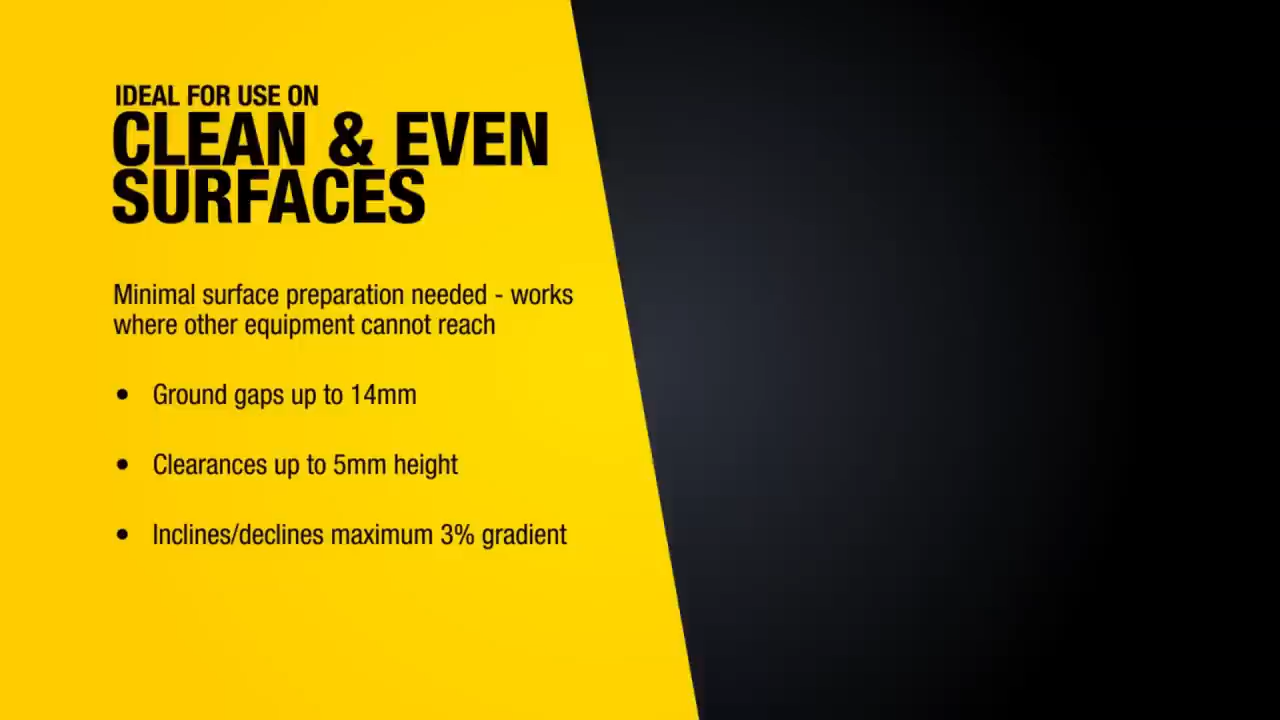 IDEAL FOR USE ON
CLEAN & EVEN
SURFACES
Minimal surface preparation needed - works
where other equipment cannot reach
• Ground gaps up to 14mm
• Clearances up to 5mm height
• Inclines/declines maximum 3% gradient